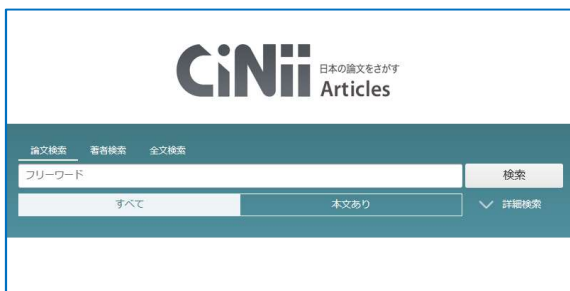 CiNii 日本の論文をさがす
Articles
論文検索 著者検索 全文検索
フリーワード 検索
すべて 本文あり 詳細検索